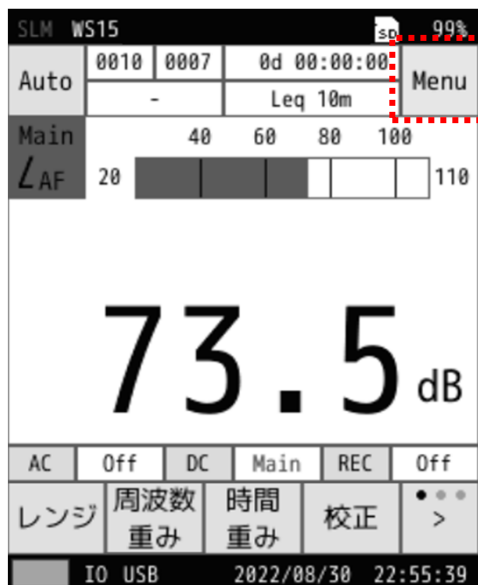 SLM WS15 SD 99%
Auto 0010 0007 0d 00:00:00 Menu
- Leq 10m
Main 40 60 80 100
LAF 20 110
73.5 dB
AC Off DC Main REC Off
レンジ 周波数重み 時間重み 校正 >
IO USB 2022/08/30 22:55:39